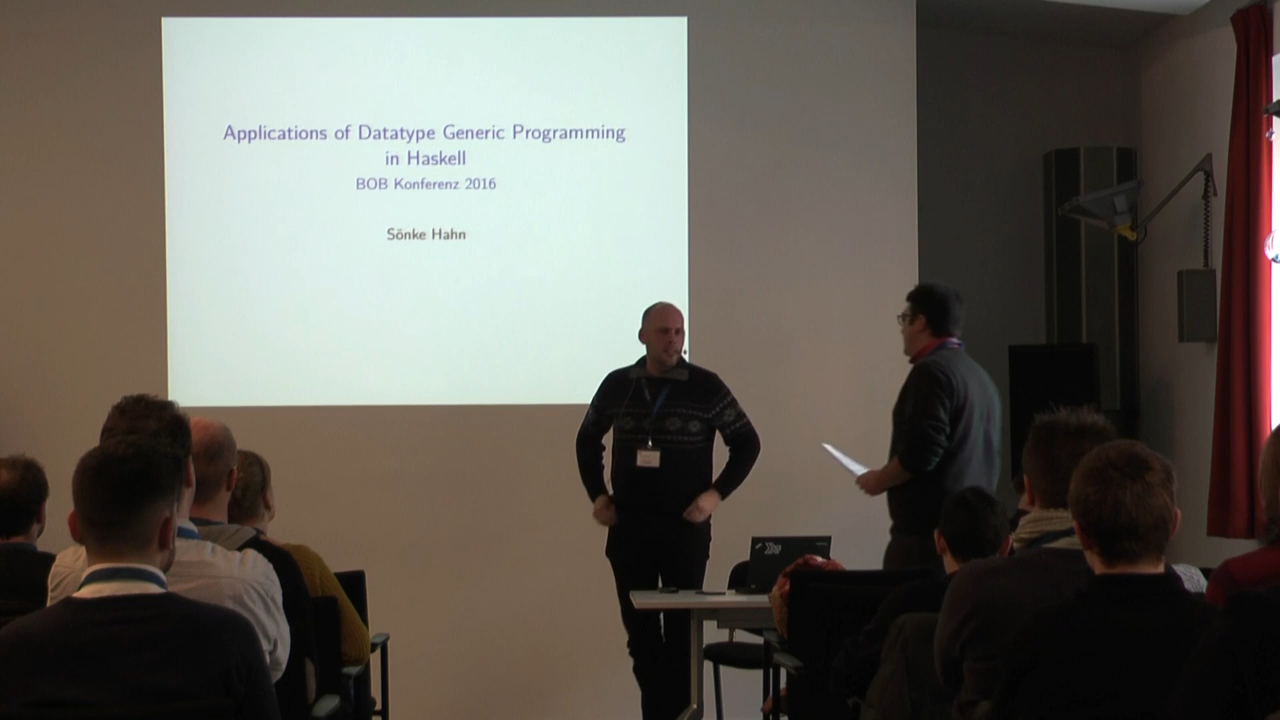 Applications of Datatype Generic Programming
in Haskell
BOB Konferenz 2016
Sönke Hahn